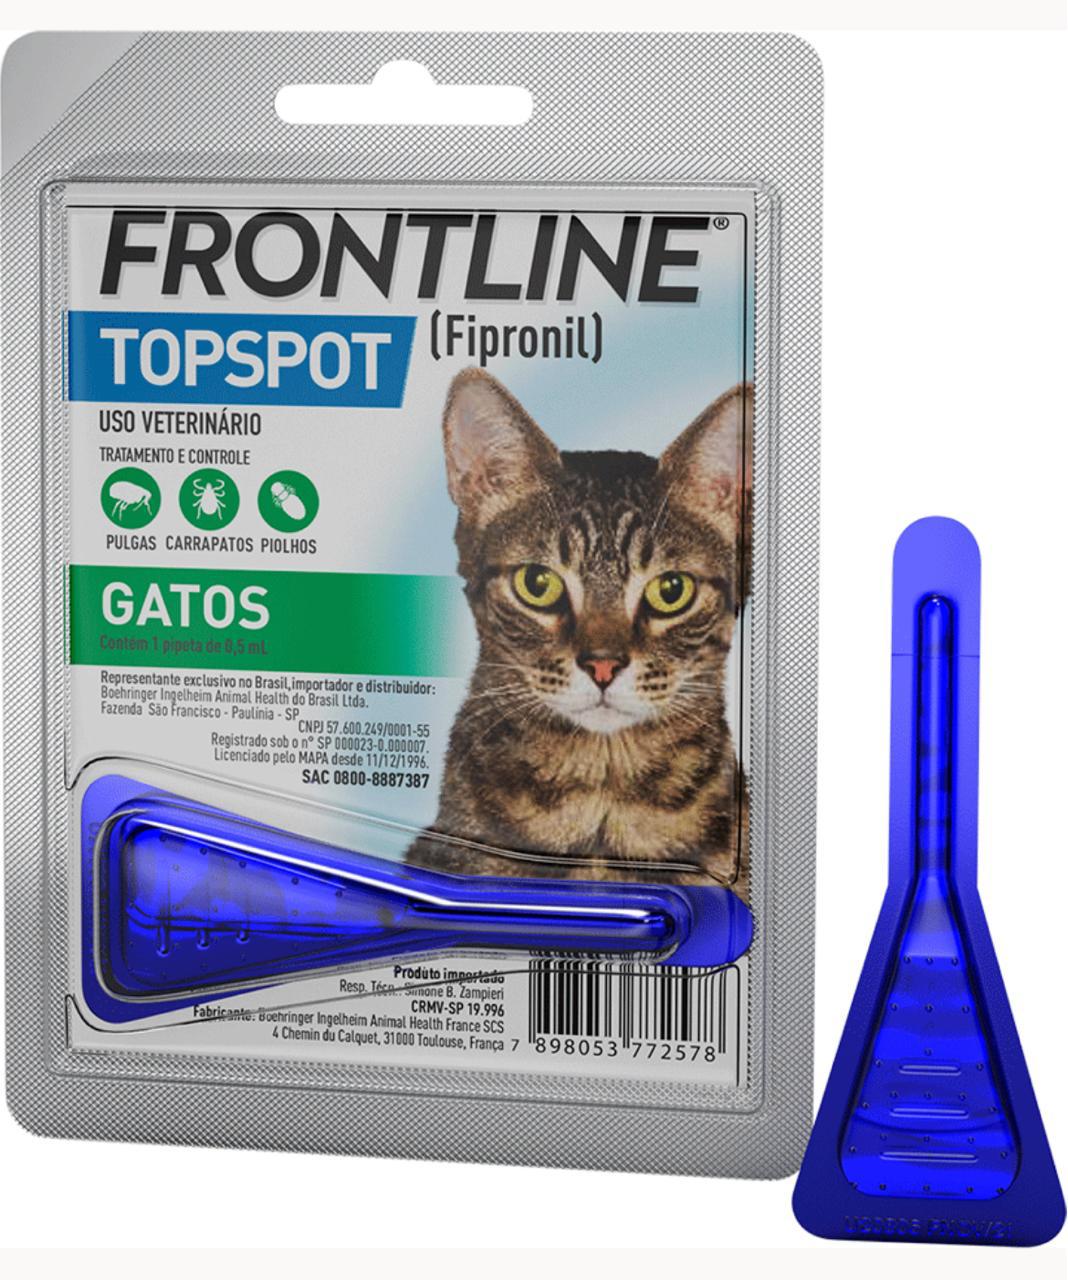 FRONTLINE®
TOPSPOT
(Fipronil)
USO VETERINÁRIO
TRATAMENTO E CONTROLE
PULGAS CARRAPATOS PIOLHOS
GATOS
Contém 1 pipeta de 0,5 mL
Representante exclusivo no Brasil,importador e distribuidor:
Boehringer Ingelheim Animal Health do Brasil Ltda.
Fazenda São Francisco - Paulínia - SP
CNPJ 57.600.249/0001-55
Registrado sob o nº SP 000023-0.000007.
Licenciado pelo MAPA desde 11/12/1996.
SAC 0800-8887387
Produto importado
Resp. Técn.: Simone B. Zampieri
CRMV-SP 19.996
Fabricante: Boehringer Ingelheim Animal Health France SCS
4 Chemin du Calquet, 31000 Toulouse, França
7 898053 772578